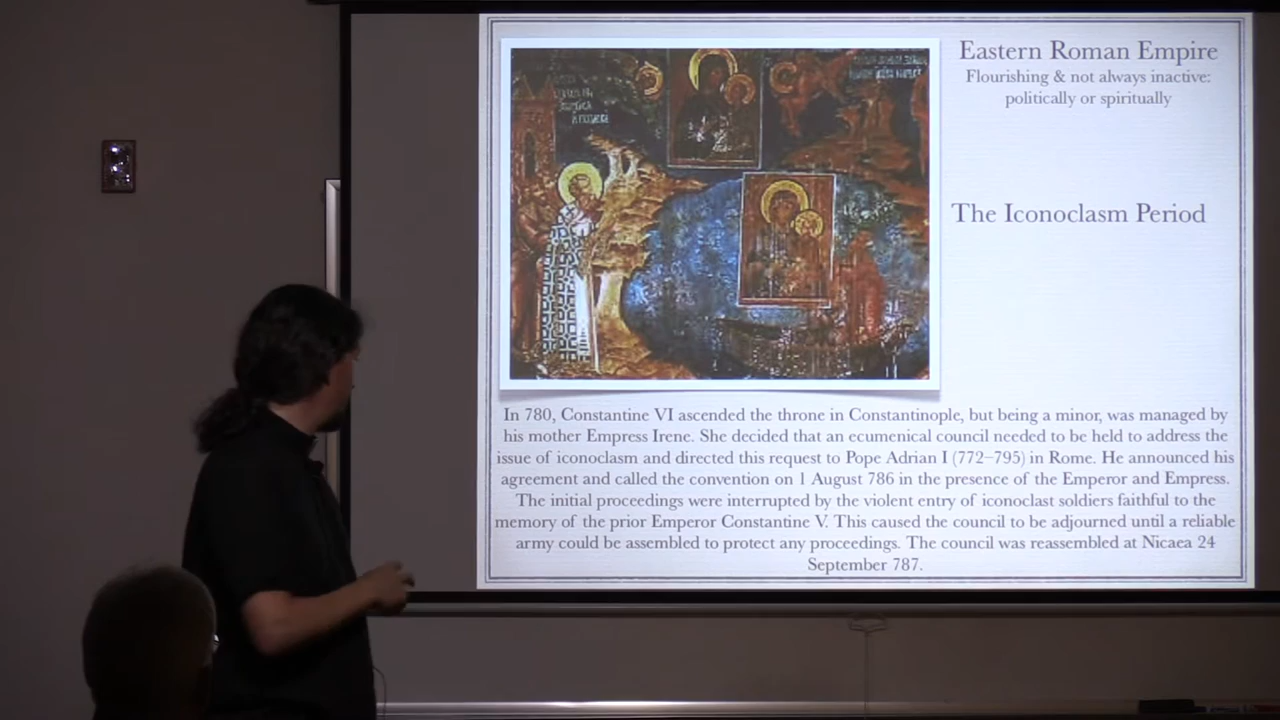 Eastern Roman Empire
Flourishing & not always inactive:
politically or spiritually
The Iconoclasm Period
In 780, Constantine VI ascended the throne in Constantinople, but being a minor, was managed by
his mother Empress Irene. She decided that an ecumenical council needed to be held to address the
issue of iconoclasm and directed this request to Pope Adrian I (772–795) in Rome. He announced his
agreement and called the convention on 1 August 786 in the presence of the Emperor and Empress.
The initial proceedings were interrupted by the violent entry of iconoclast soldiers faithful to the
memory of the prior Emperor Constantine V. This caused the council to be adjourned until a reliable
army could be assembled to protect any proceedings. The council was reassembled at Nicaea 24
September 787.